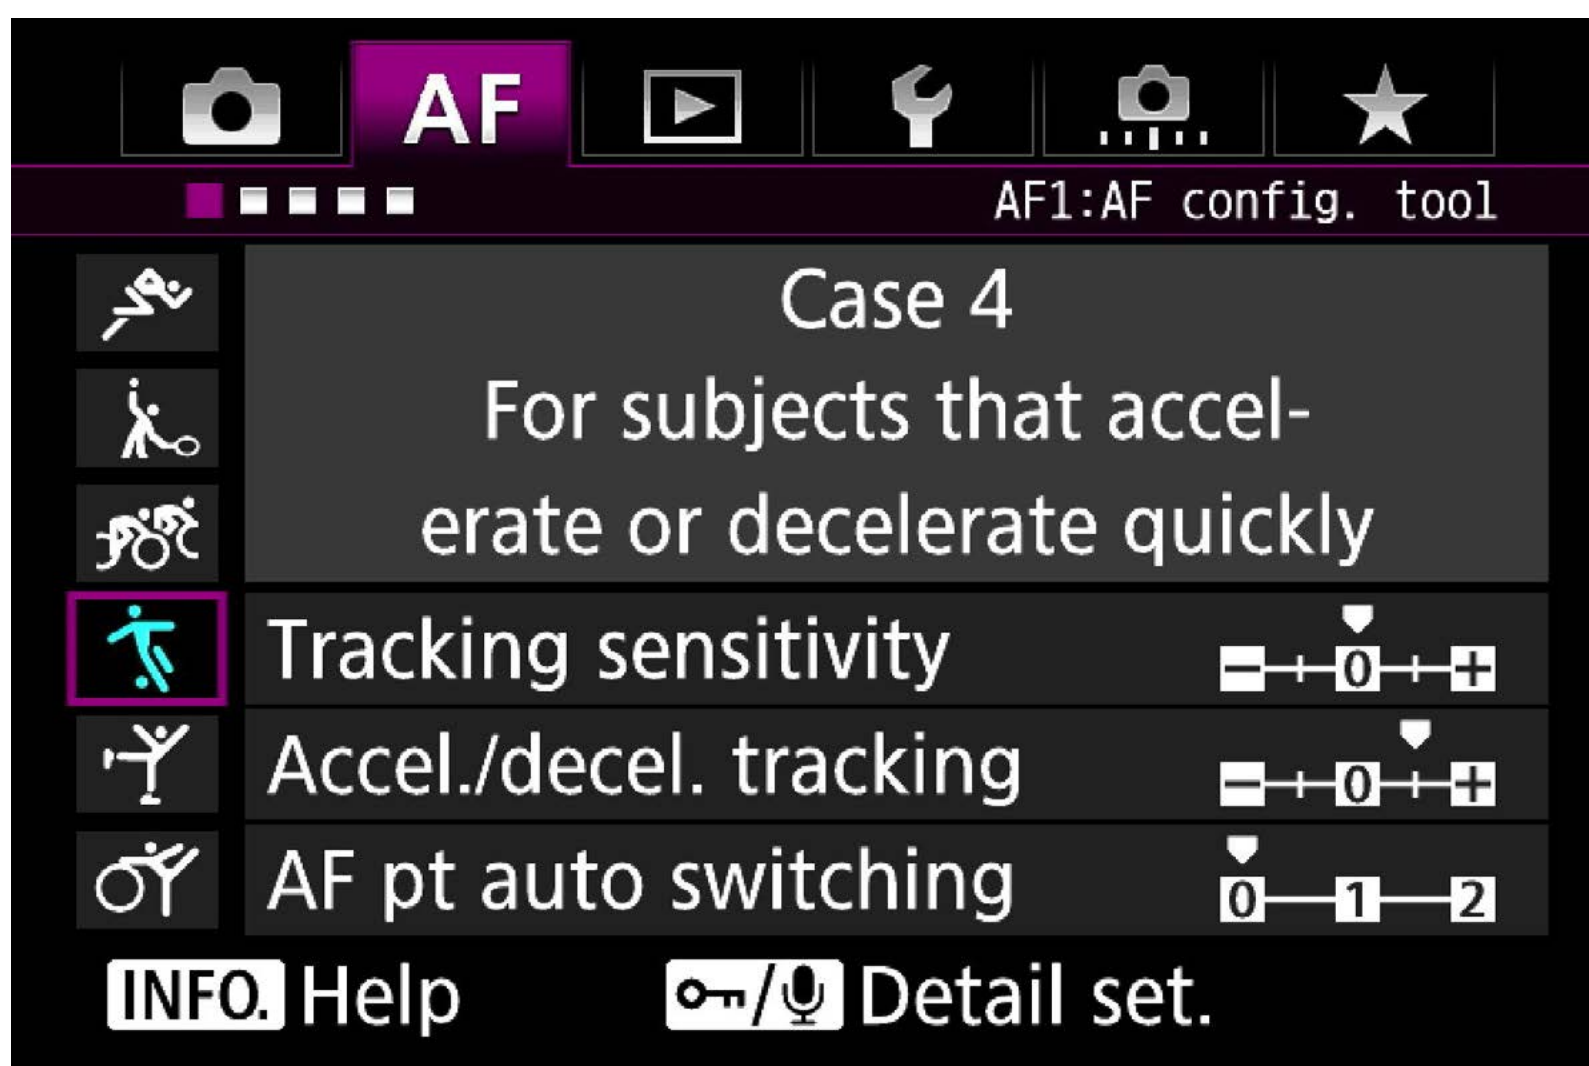 AF
AF1:AF config. tool
Case 4
For subjects that accel-
erate or decelerate quickly
Tracking sensitivity
- 0 +
Accel./decel. tracking
- 0 +
AF pt auto switching
0 1 2
INFO. Help / Detail set.